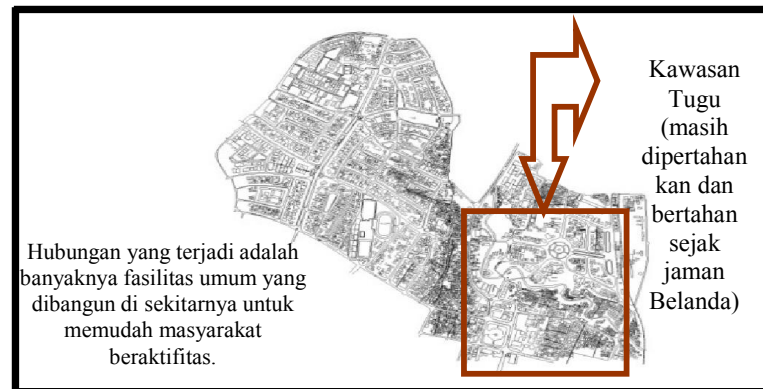 Kawasan
Tugu
(masih
dipertahan
kan dan
bertahan
sejak
jaman
Belanda)
Hubungan yang terjadi adalah
banyaknya fasilitas umum yang
dibangun di sekitarnya untuk
memudah masyarakat
beraktifitas.